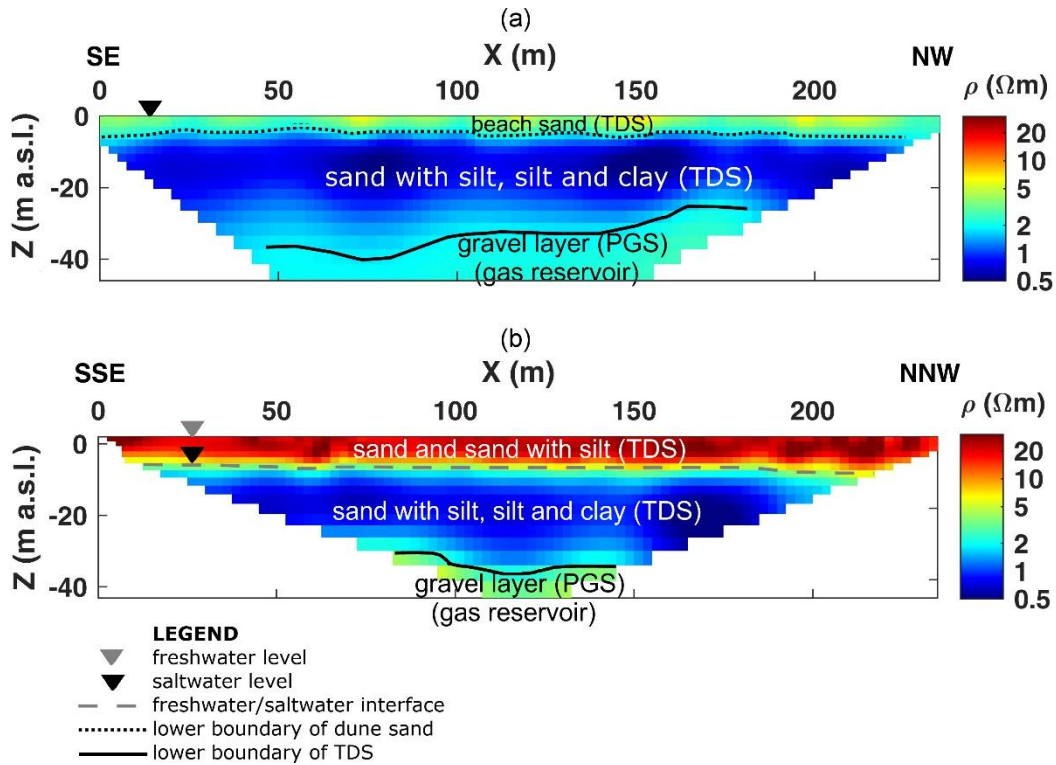 (a)
SE X (m) NW
0 50 100 150 200 ρ (Ωm)
0 -20 -40
Z (m a.s.l.)
beach sand (TDS)
sand with silt, silt and clay (TDS)
gravel layer (PGS)
(gas reservoir)
20
10
5
2
1
0.5
(b)
SSE X (m) NNW
0 50 100 150 200 ρ (Ωm)
0 -20 -40
Z (m a.s.l.)
sand and sand with silt (TDS)
sand with silt, silt and clay (TDS)
gravel layer (PGS)
(gas reservoir)
20
10
5
2
1
0.5
LEGEND
freshwater level
saltwater level
freshwater/saltwater interface
lower boundary of dune sand
lower boundary of TDS